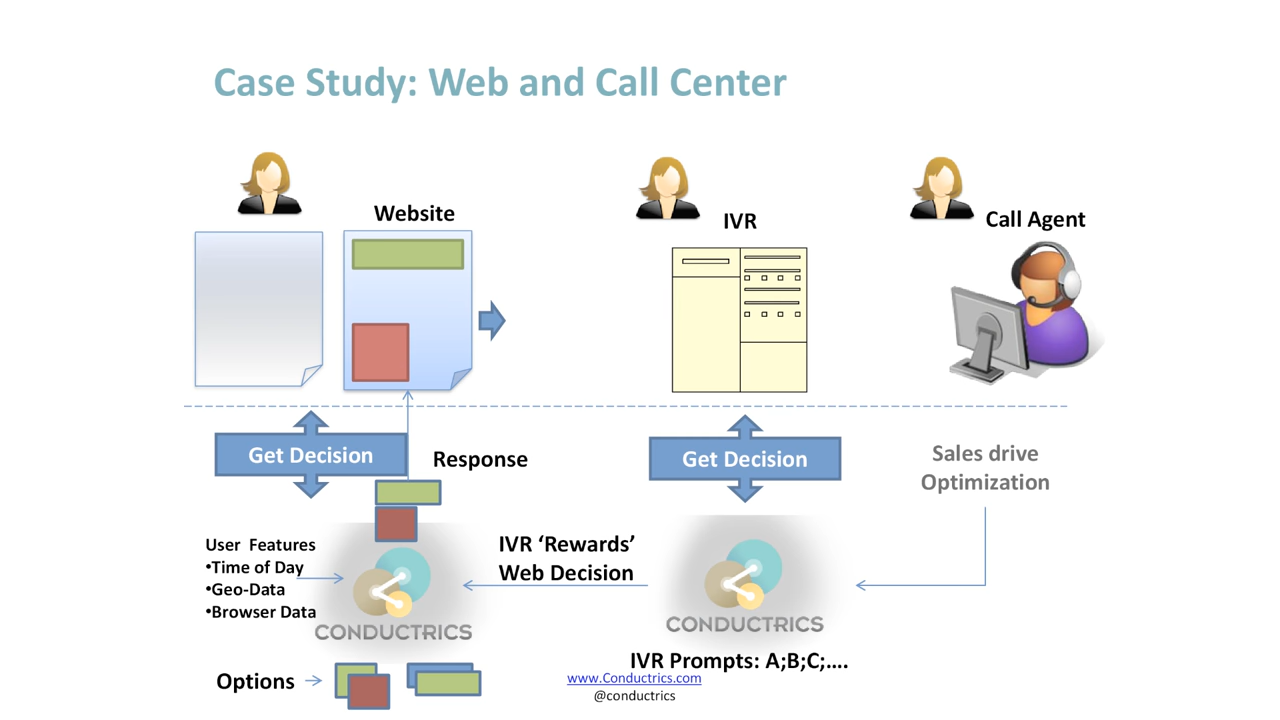 Case Study: Web and Call Center
Website
IVR
Call Agent
Get Decision
Response
Get Decision
Sales drive
Optimization
User Features
•Time of Day
•Geo-Data
•Browser Data
IVR ‘Rewards’
Web Decision
CONDUCTRICS
CONDUCTRICS
IVR Prompts: A;B;C;....
Options
www.Conductrics.com
@conductrics